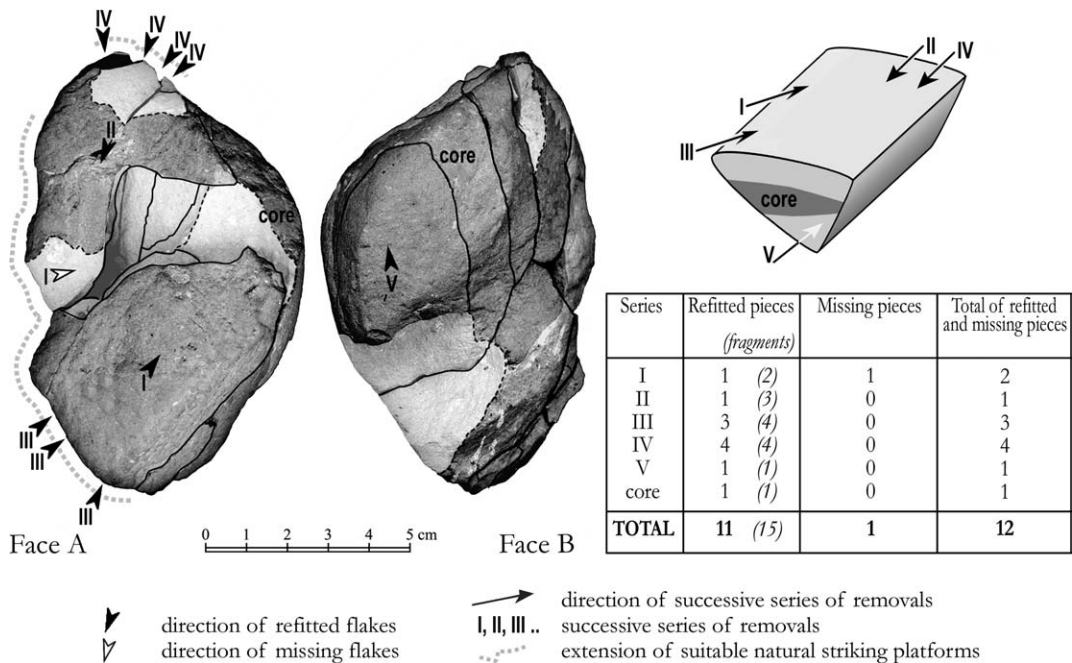 IV
IV
IV
IV
II
I
I
III
III
III
core
Face A
core
V
Face B
0 1 2 3 4 5 cm
II
IV
I
III
core
V
Series Refitted pieces Missing pieces Total of refitted
(fragments) and missing pieces
I 1 (2) 1 2
II 1 (3) 0 1
III 3 (4) 0 3
IV 4 (4) 0 4
V 1 (1) 0 1
core 1 (1) 0 1
TOTAL 11 (15) 1 12
direction of refitted flakes
direction of missing flakes
direction of successive series of removals
I, II, III .. successive series of removals
extension of suitable natural striking platforms